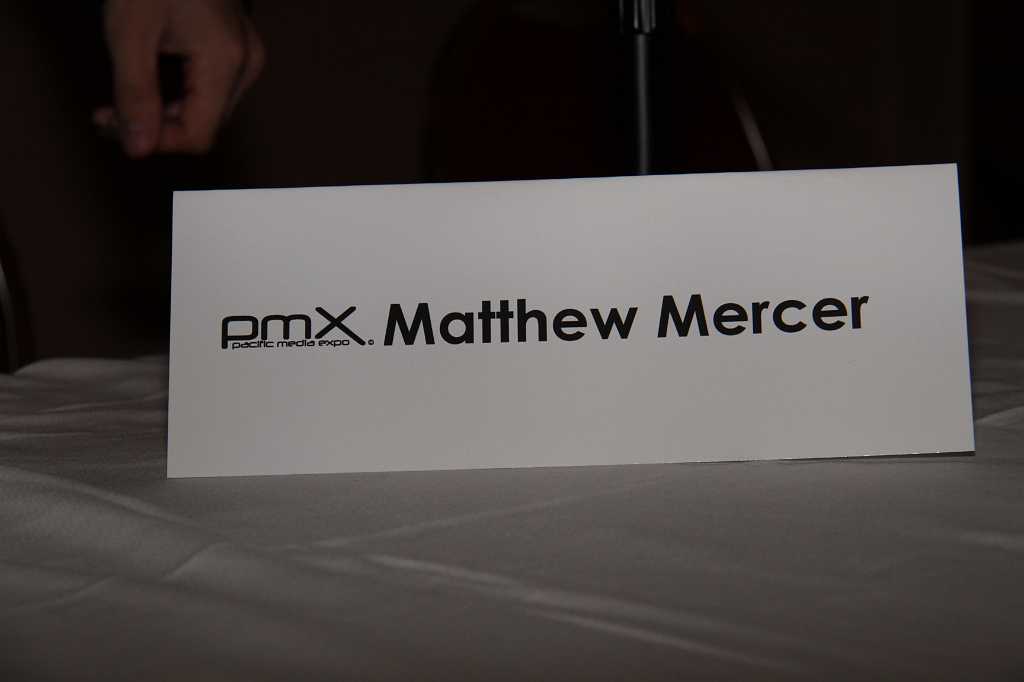 pmX Matthew Mercer
pacific media expo ©